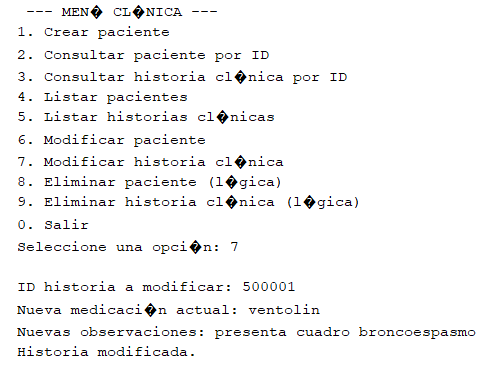 --- MEN� CL�NICA ---
1. Crear paciente
2. Consultar paciente por ID
3. Consultar historia cl�nica por ID
4. Listar pacientes
5. Listar historias cl�nicas
6. Modificar paciente
7. Modificar historia cl�nica
8. Eliminar paciente (l�gica)
9. Eliminar historia cl�nica (l�gica)
0. Salir
Seleccione una opci�n: 7
ID historia a modificar: 500001
Nueva medicaci�n actual: ventolin
Nuevas observaciones: presenta cuadro broncoespasmo
Historia modificada.